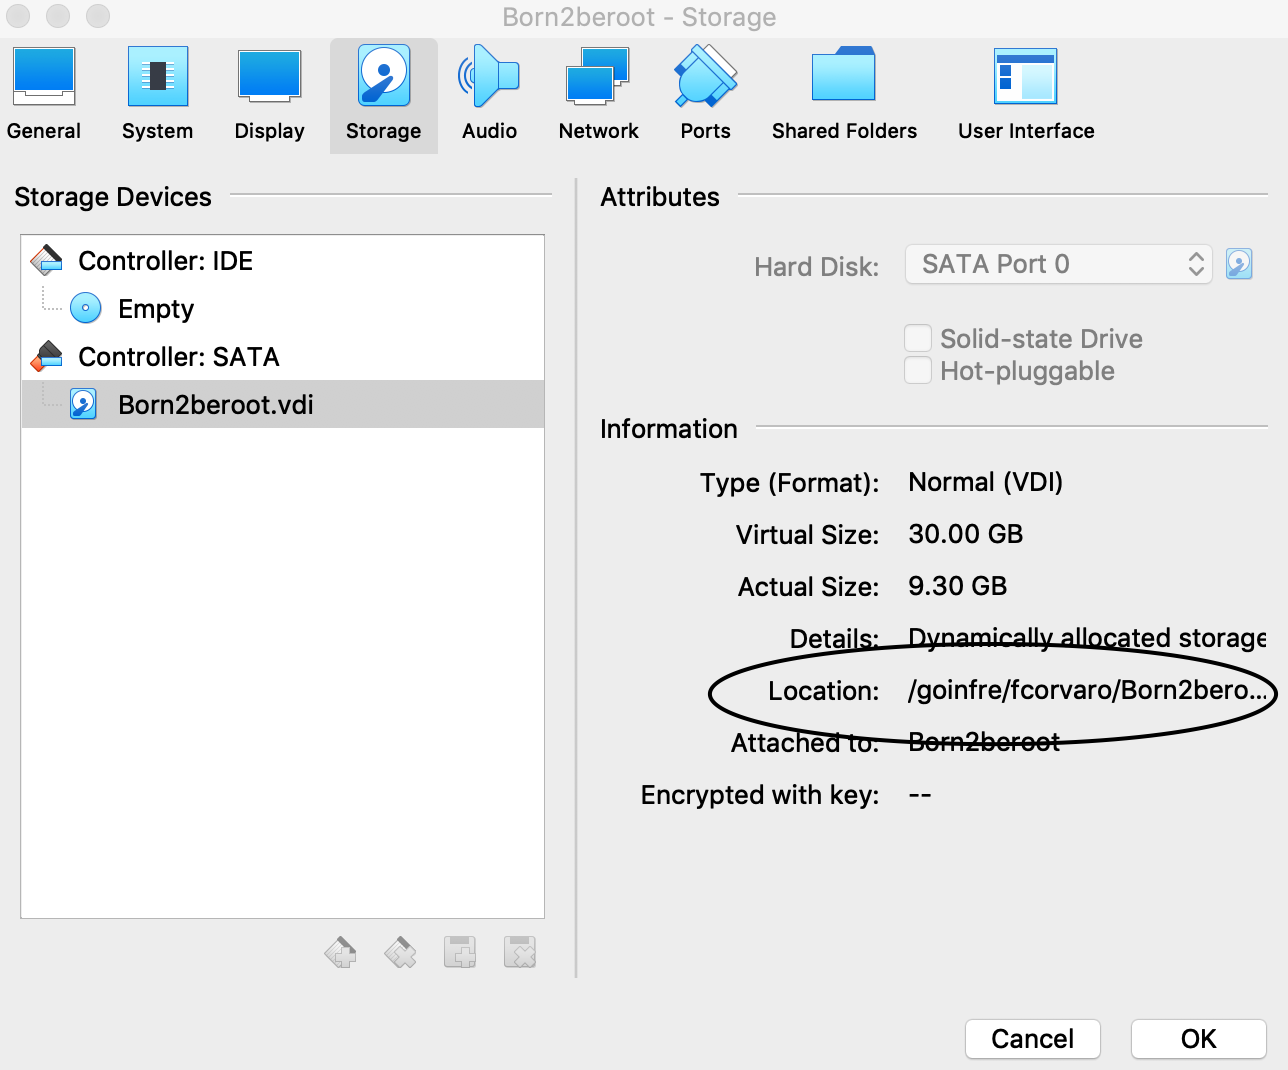 Born2beroot - Storage
General System Display Storage Audio Network Ports Shared Folders User Interface
Storage Devices
Controller: IDE
Empty
Controller: SATA
Born2beroot.vdi
Attributes
Hard Disk: SATA Port 0
Solid-state Drive
Hot-pluggable
Information
Type (Format): Normal (VDI)
Virtual Size: 30.00 GB
Actual Size: 9.30 GB
Details: Dynamically allocated storage
Location: /goinfre/fcorvaro/Born2bero...
Attached to: Born2beroot
Encrypted with key: --
Cancel OK